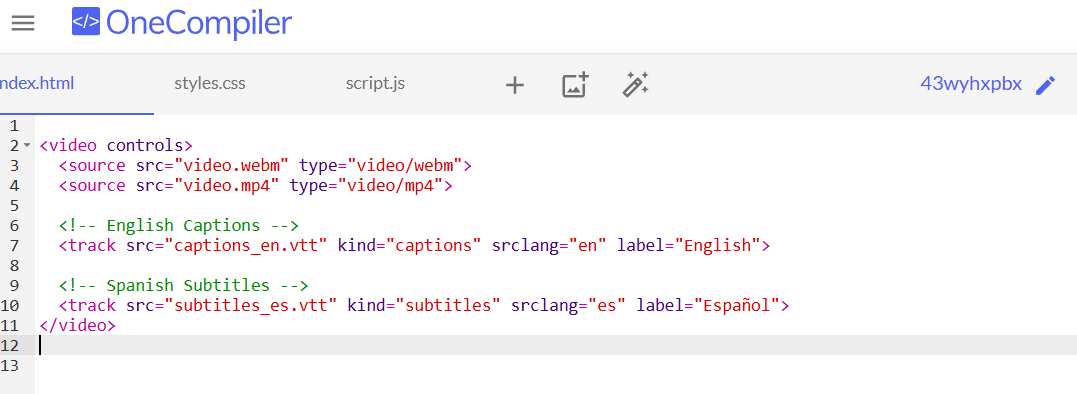 </> OneCompiler
ndex.html styles.css script.js + 43wyhxpbx
1
2 <video controls>
3 <source src="video.webm" type="video/webm">
4 <source src="video.mp4" type="video/mp4">
5
6 <!-- English Captions -->
7 <track src="captions_en.vtt" kind="captions" srclang="en" label="English">
8
9 <!-- Spanish Subtitles -->
10 <track src="subtitles_es.vtt" kind="subtitles" srclang="es" label="Español">
11 </video>
12
13